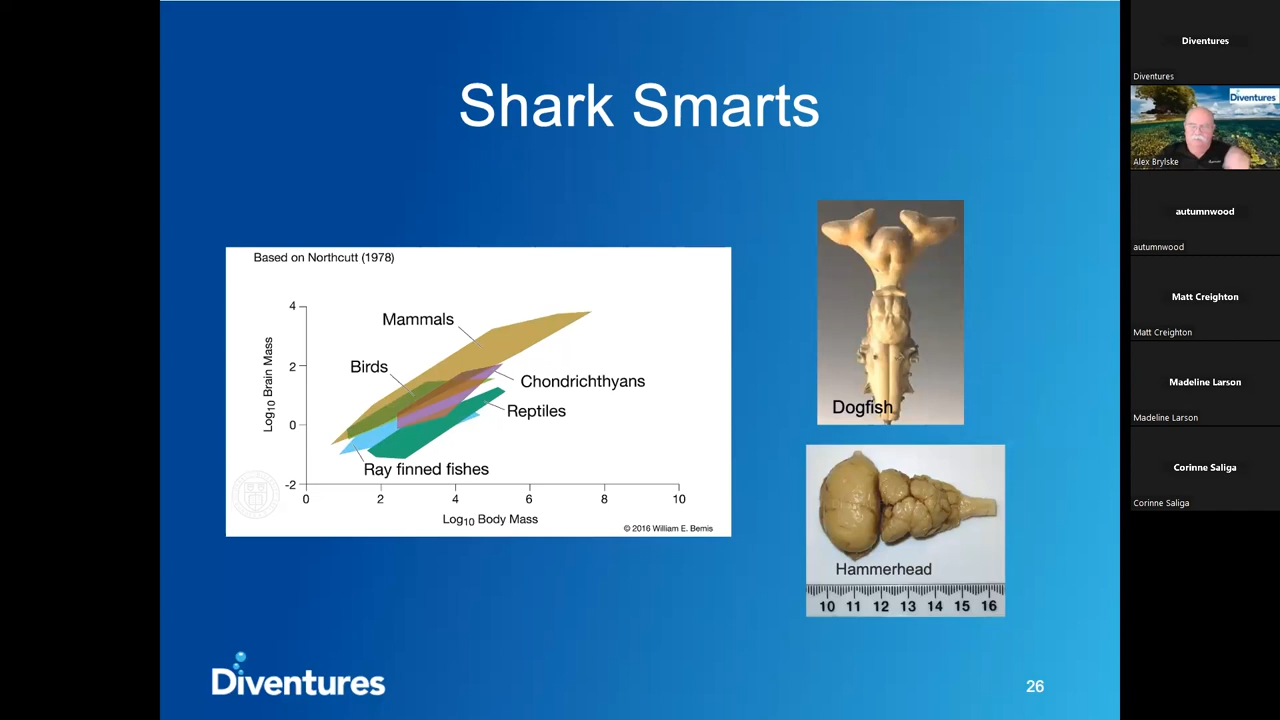 Shark Smarts
Based on Northcutt (1978)
4
2
0
-2
Log10 Brain Mass
Mammals
Birds
Chondrichthyans
Reptiles
Ray finned fishes
0 2 4 6 8 10
Log10 Body Mass
© 2016 William E. Bemis
Dogfish
Hammerhead
10 11 12 13 14 15 16
Diventures
26
Diventures
Diventures
Diventures
Alex Brylske
autumnwood
autumnwood
Matt Creighton
Matt Creighton
Madeline Larson
Madeline Larson
Corinne Saliga
Corinne Saliga